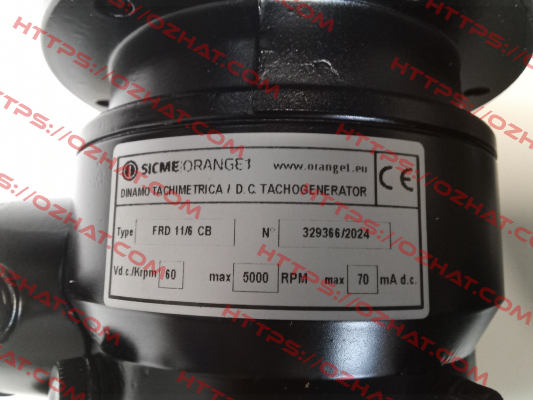 SICME ORANGE1 www.orange1.eu
DINAMO TACHIMETRICA / D.C. TACHOGENERATOR
CE
Type FRD 11/6 CB N° 329366/2024
Vd.c./Krpm 60 max 5000 RPM max 70 mA d.c.
HTTPS://OZHAT.COM